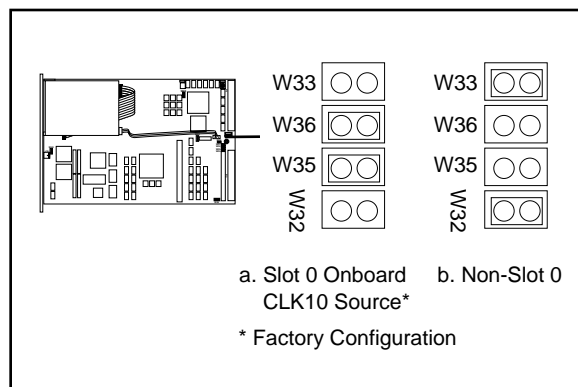 W33
W36
W35
W32
W33
W36
W35
W32
a. Slot 0 Onboard
CLK10 Source*
b. Non-Slot 0
* Factory Configuration